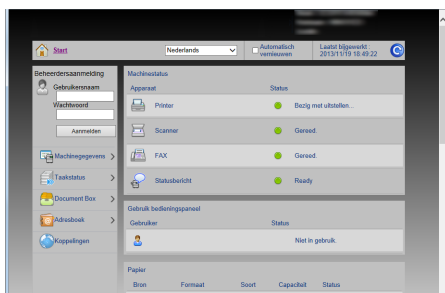 Start
Nederlands
Automatisch vernieuwen
Laatst bijgewerkt :
2013/11/19 18:49:22
Beheerdersaanmelding
Gebruikersnaam
Wachtwoord
Aanmelden
Machinegegevens
Taakstatus
Document Box
Adresboek
Koppelingen
Machinestatus
Apparaat Status
Printer Bezig met uitstellen...
Scanner Gereed.
FAX Gereed.
Statusbericht Ready
Gebruik bedieningspaneel
Gebruiker Status
Niet in gebruik.
Papier
Bron Formaat Soort Capaciteit Status